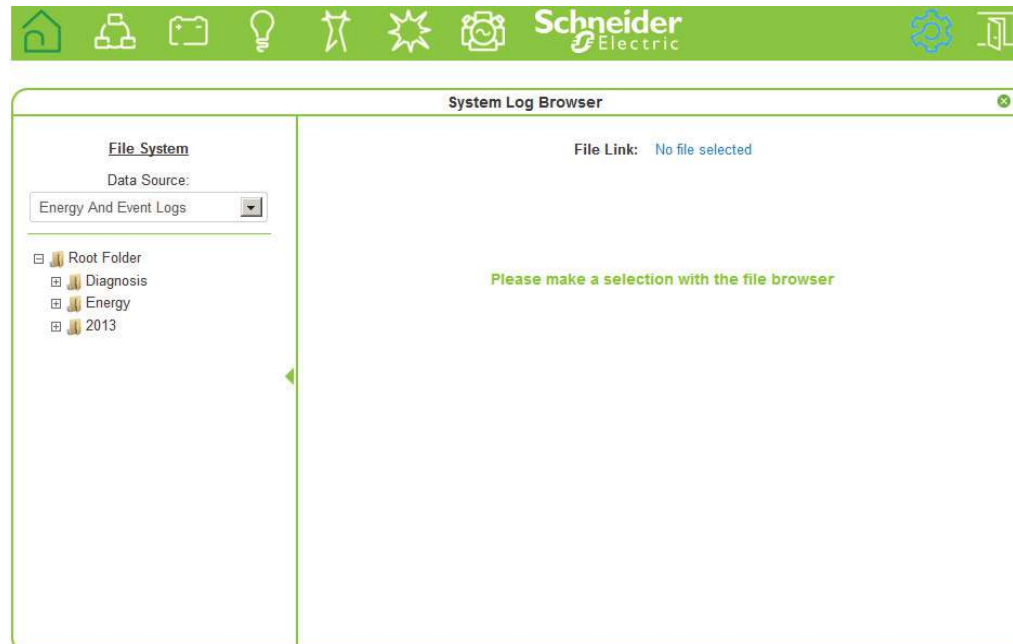 Schneider
Electric
System Log Browser
File System
Data Source:
Energy And Event Logs
Root Folder
Diagnosis
Energy
2013
File Link: No file selected
Please make a selection with the file browser